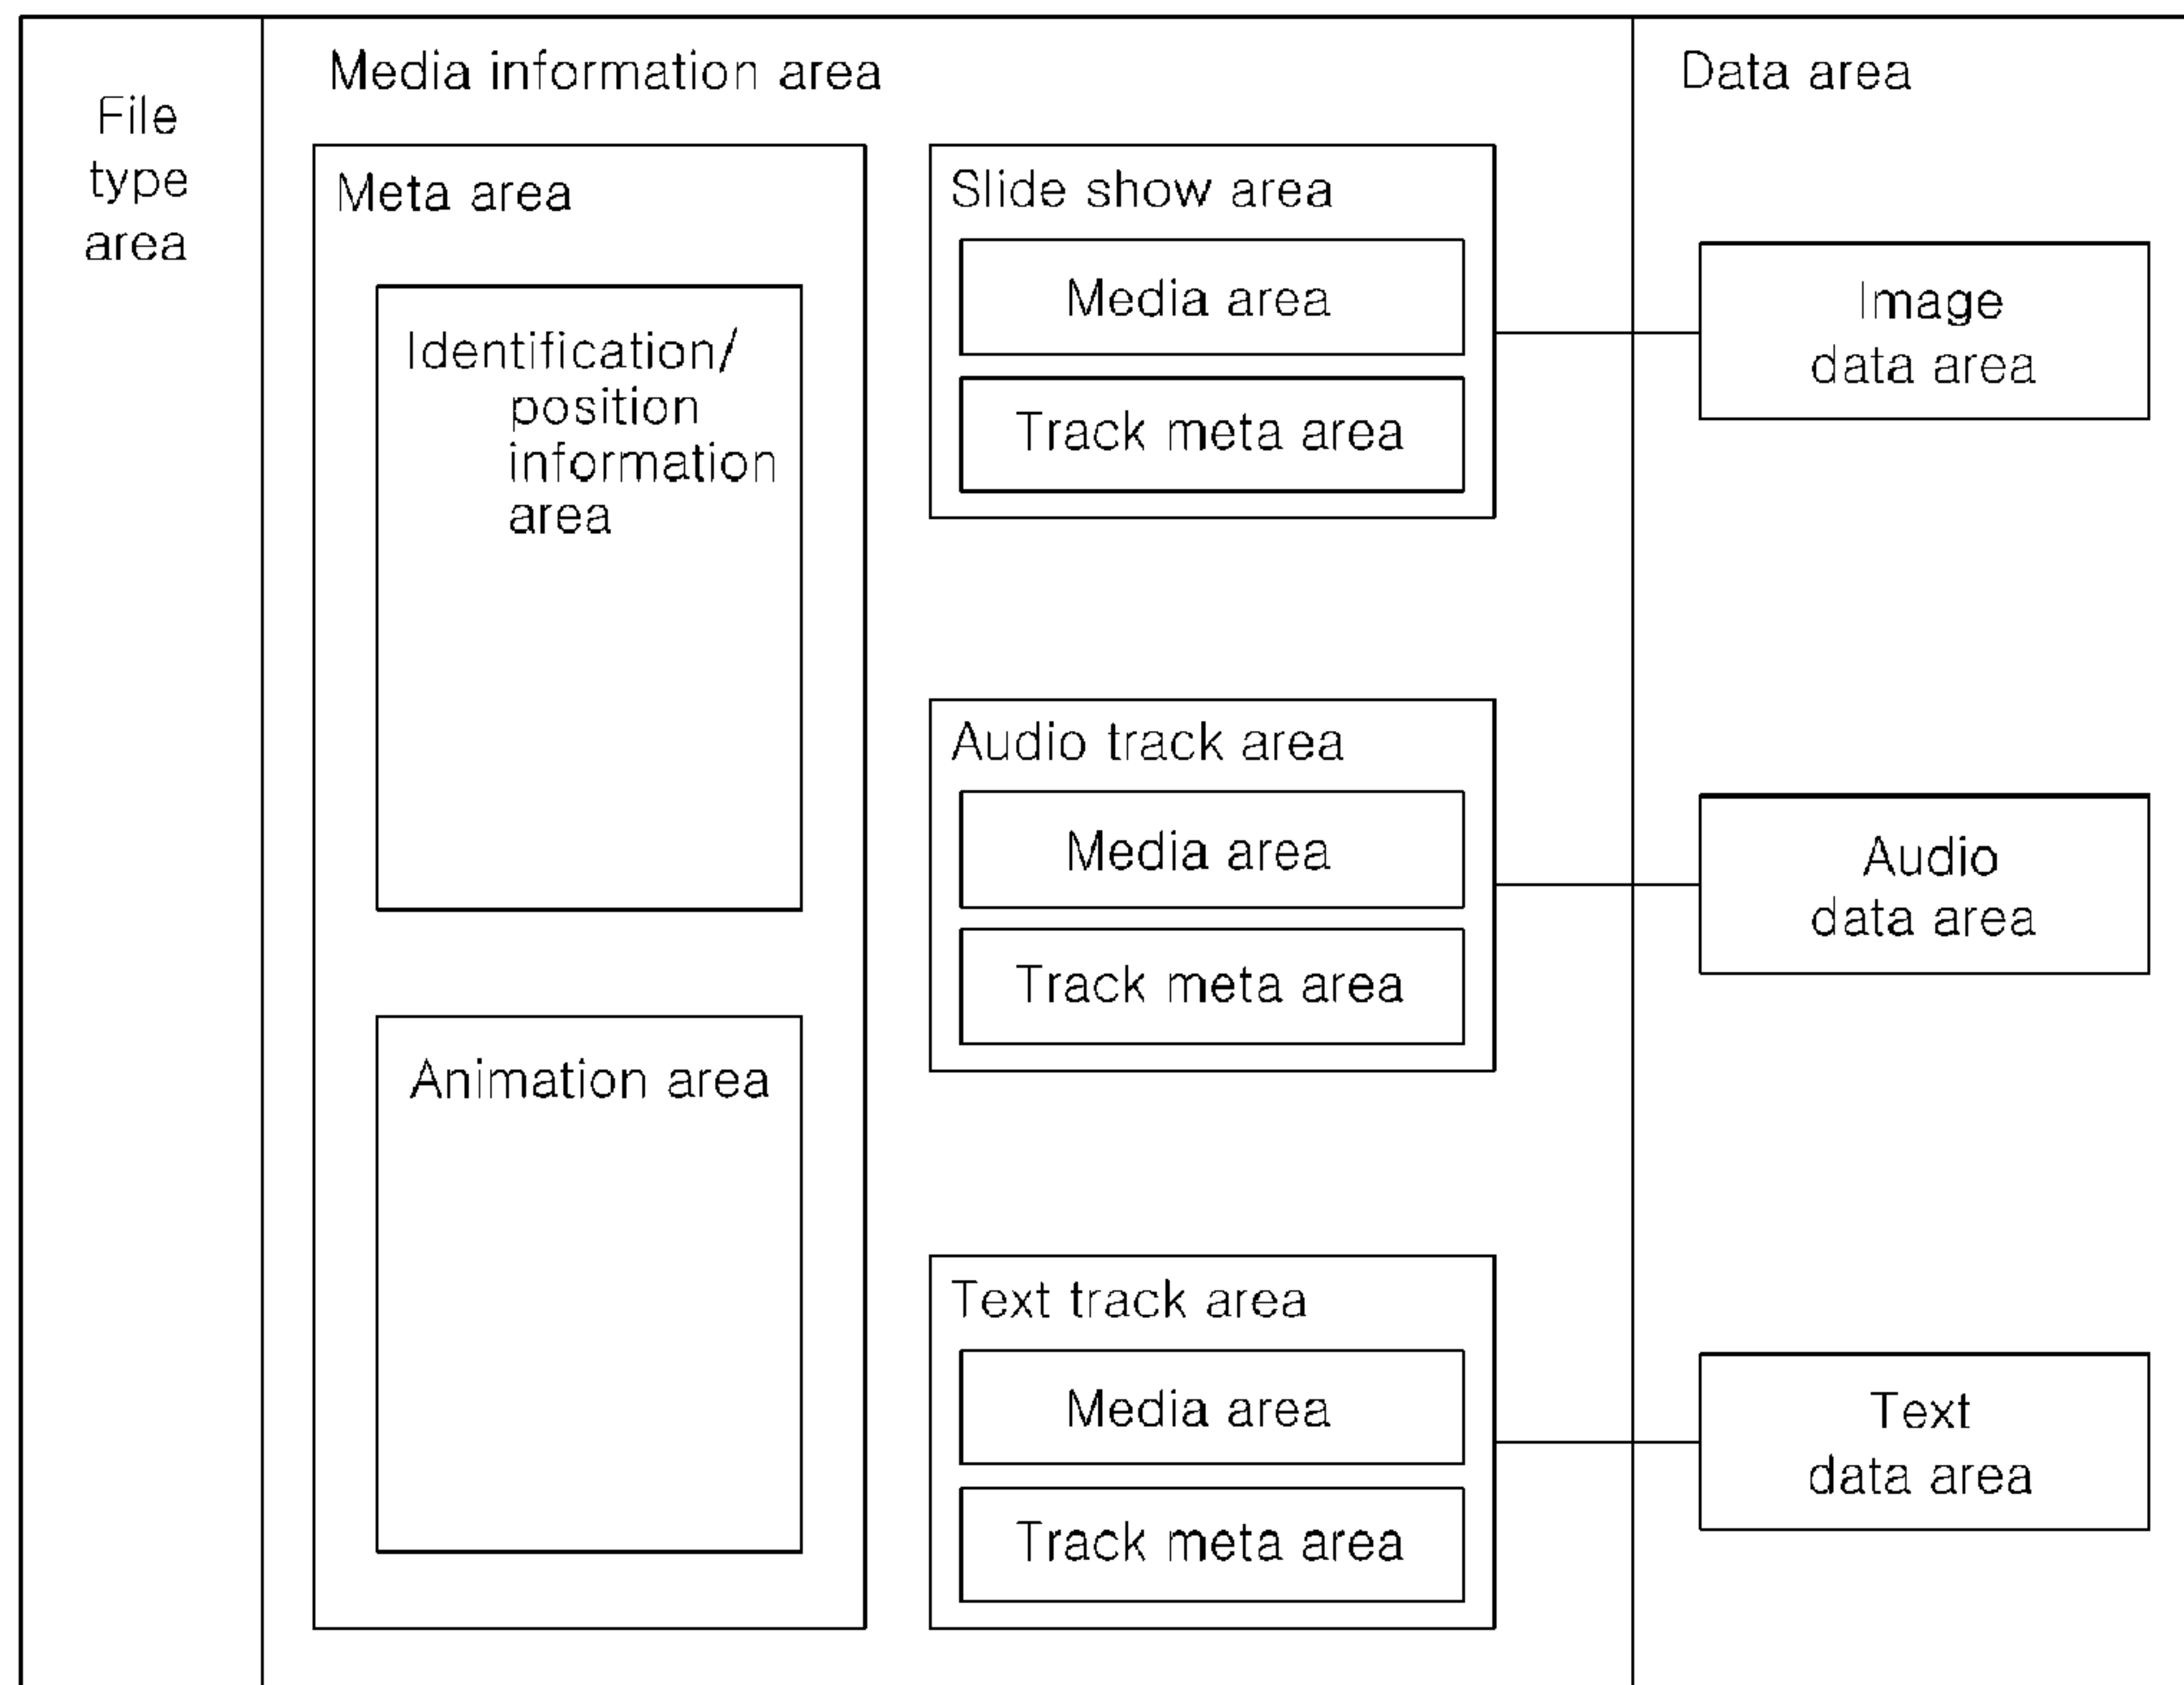 File
type
area
Media information area
Meta area
Identification/
position
information
area
Animation area
Slide show area
Media area
Track meta area
Audio track area
Media area
Track meta area
Text track area
Media area
Track meta area
Data area
Image
data area
Audio
data area
Text
data area